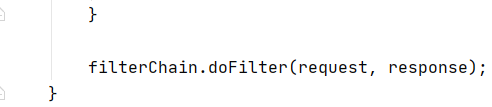 }
filterChain.doFilter(request, response);
}